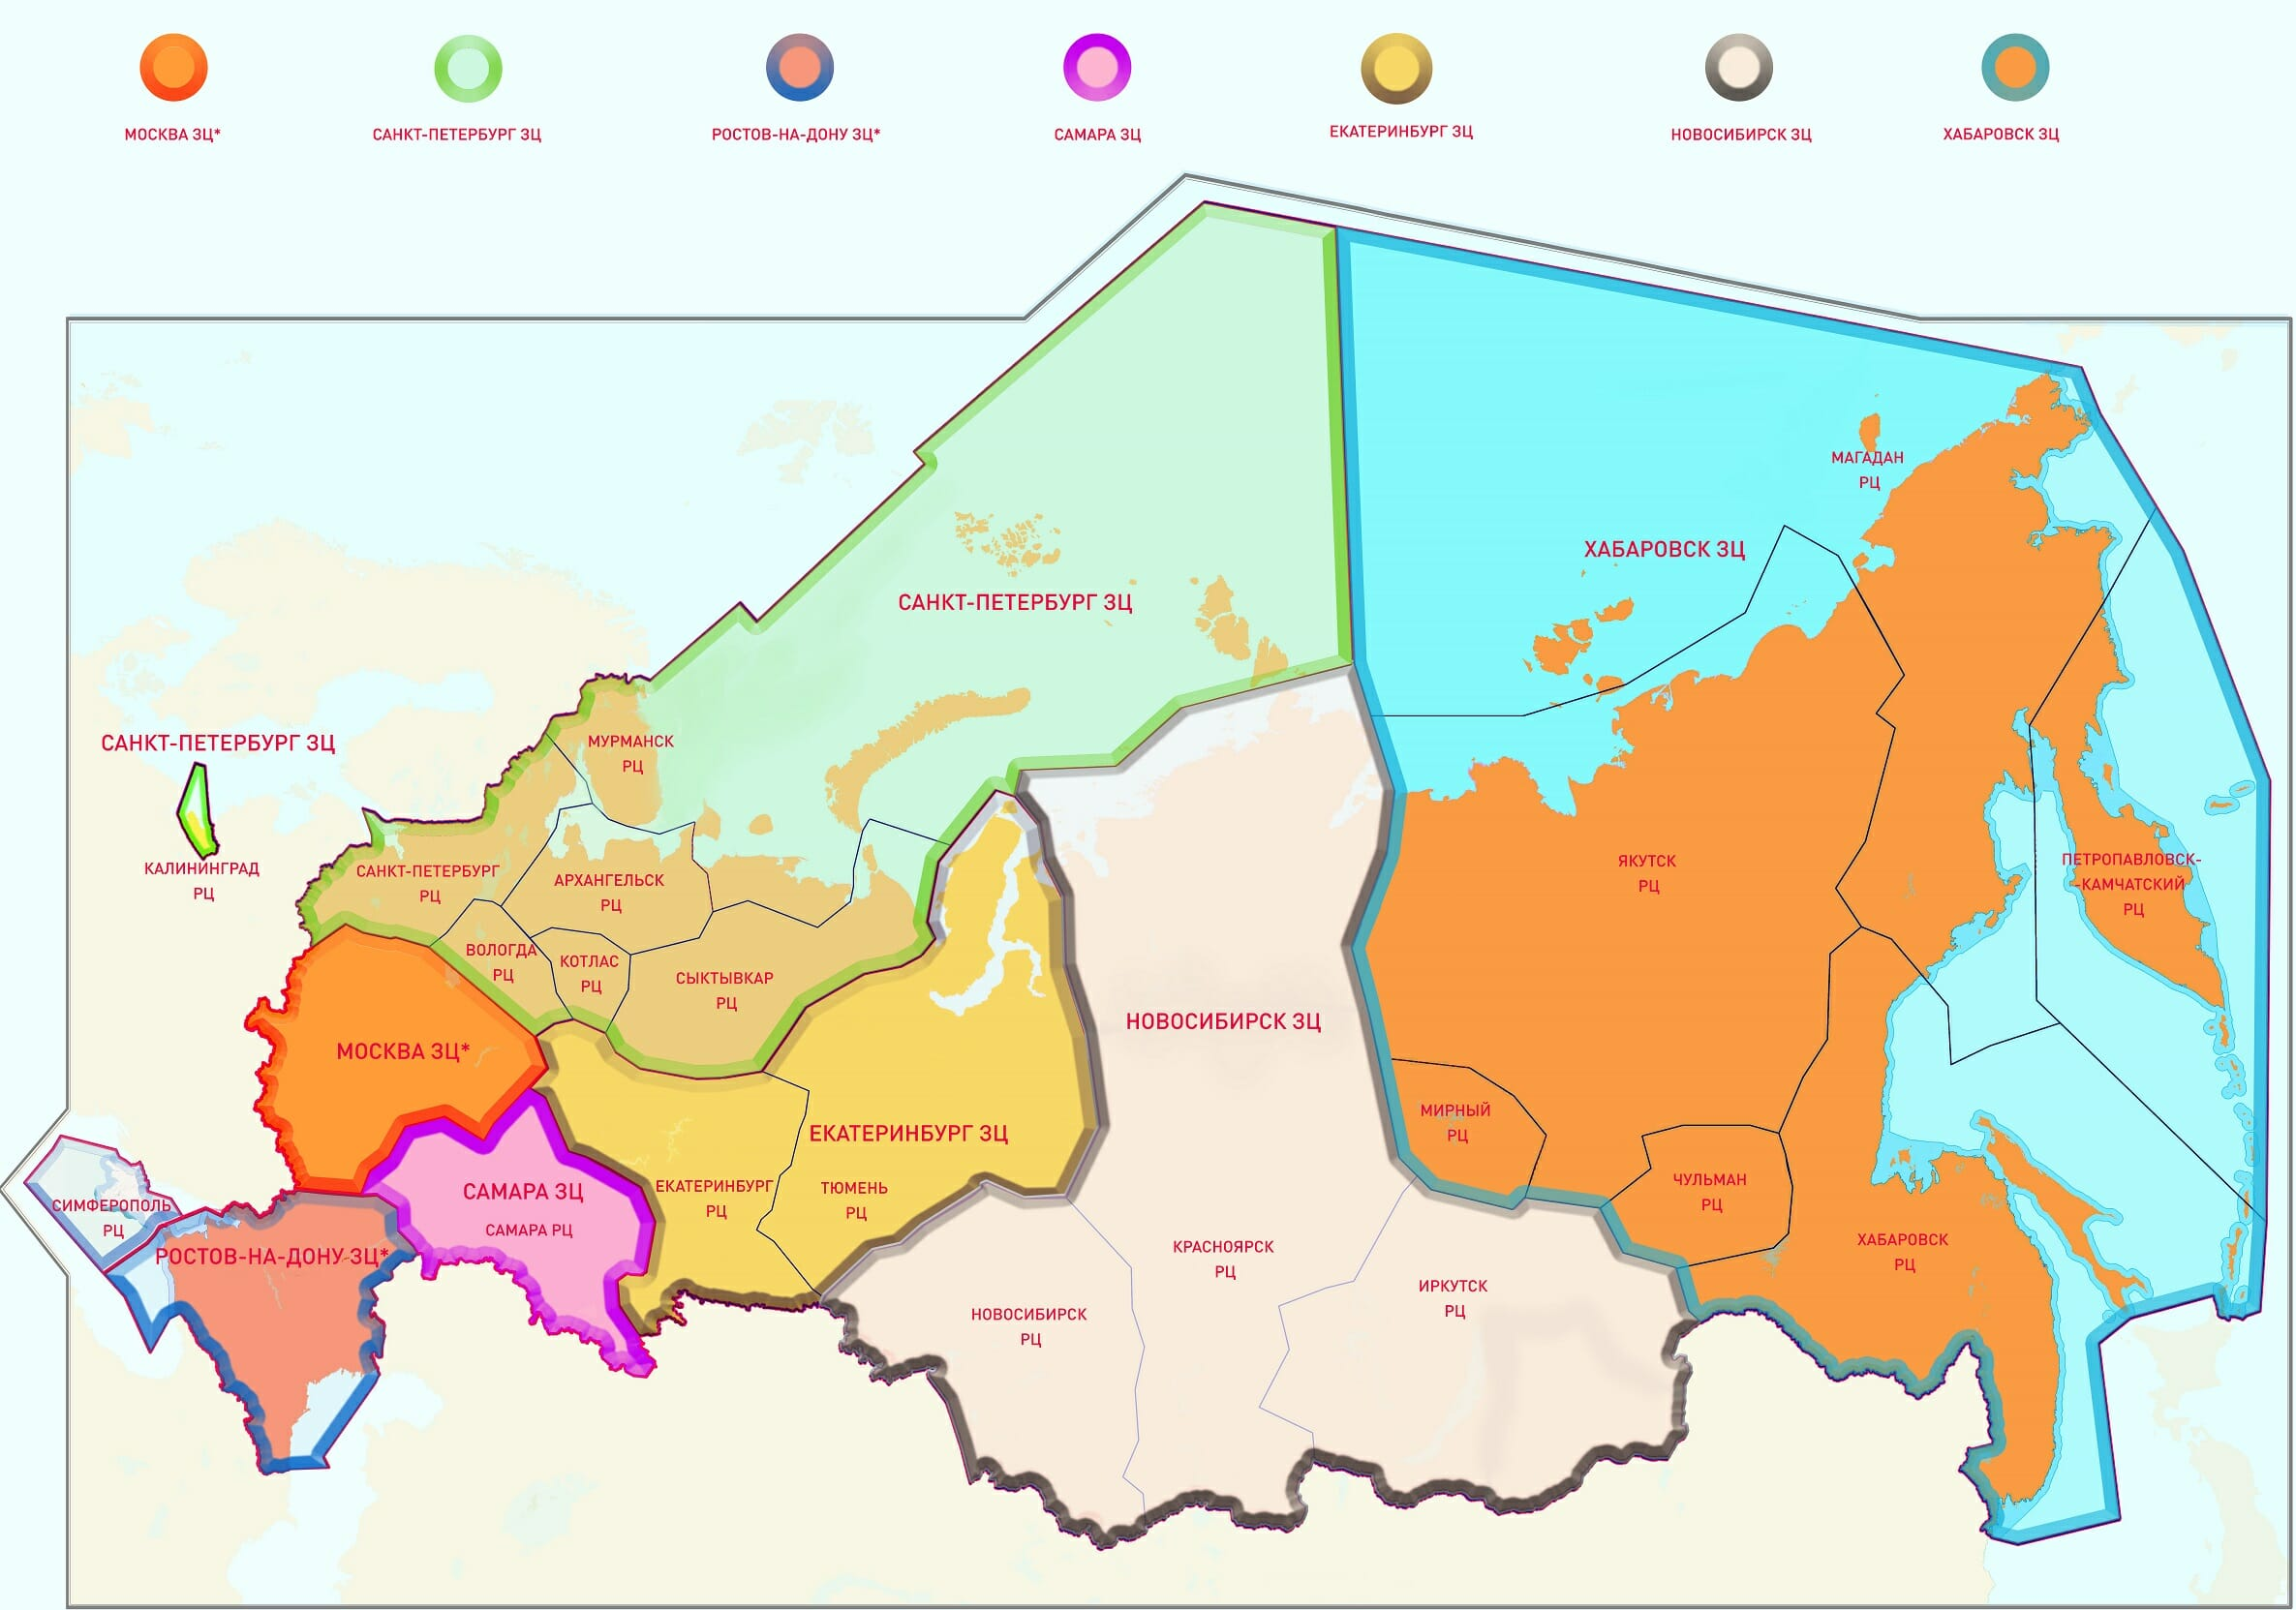 МОСКВА ЗЦ*
САНКТ-ПЕТЕРБУРГ ЗЦ
РОСТОВ-НА-ДОНУ ЗЦ*
САМАРА ЗЦ
ЕКАТЕРИНБУРГ ЗЦ
НОВОСИБИРСК ЗЦ
ХАБАРОВСК ЗЦ
МАГАДАН
РЦ
ХАБАРОВСК ЗЦ
САНКТ-ПЕТЕРБУРГ ЗЦ
САНКТ-ПЕТЕРБУРГ ЗЦ
МУРМАНСК
РЦ
КАЛИНИНГРАД
РЦ
САНКТ-ПЕТЕРБУРГ
РЦ
АРХАНГЕЛЬСК
РЦ
ЯКУТСК
РЦ
ПЕТРОПАВЛОВСК-
-КАМЧАТСКИЙ
РЦ
ВОЛОГДА
РЦ
КОТЛАС
РЦ
СЫКТЫВКАР
РЦ
НОВОСИБИРСК ЗЦ
МОСКВА ЗЦ*
МИРНЫЙ
РЦ
ЕКАТЕРИНБУРГ ЗЦ
ЧУЛЬМАН
РЦ
САМАРА ЗЦ
САМАРА РЦ
ЕКАТЕРИНБУРГ
РЦ
ТЮМЕНЬ
РЦ
СИМФЕРОПОЛЬ
РЦ
РОСТОВ-НА-ДОНУ ЗЦ*
КРАСНОЯРСК
РЦ
ХАБАРОВСК
РЦ
ИРКУТСК
РЦ
НОВОСИБИРСК
РЦ